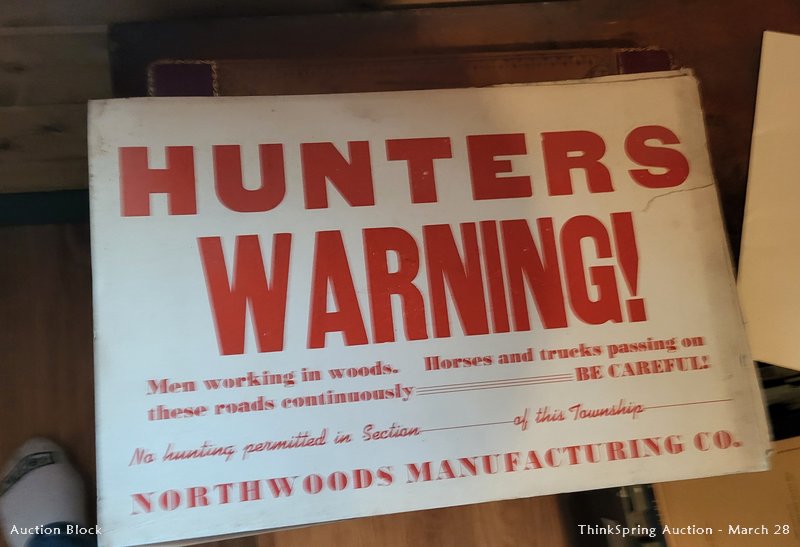 HUNTERS
WARNING!
Men working in woods. Horses and trucks passing on
these roads continuously BE CAREFUL!
No hunting permitted in Section of this Township
NORTHWOODS MANUFACTURING CO.
Auction Block
ThinkSpring Auction - March 28